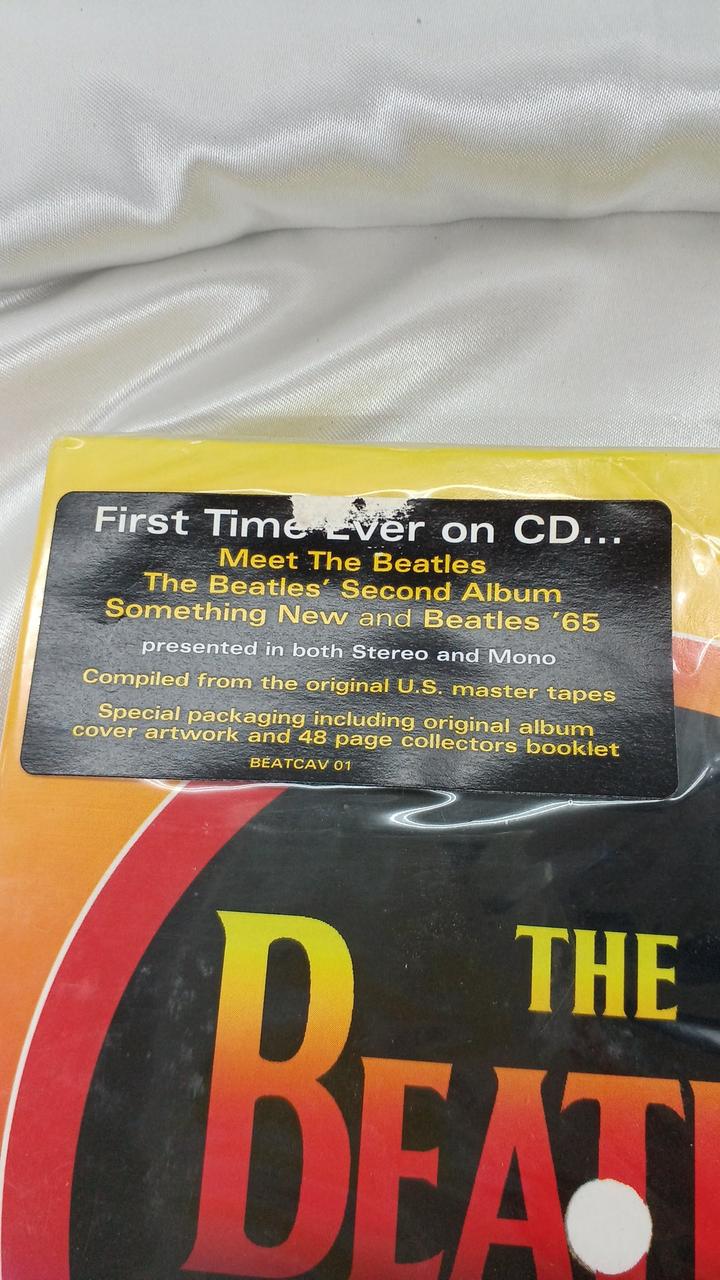 First Time Ever on CD...
Meet The Beatles
The Beatles' Second Album
Something New and Beatles '65
presented in both Stereo and Mono
Compiled from the original U.S. master tapes
Special packaging including original album
cover artwork and 48 page collectors booklet
BEATCAV 01
THE
BEAT